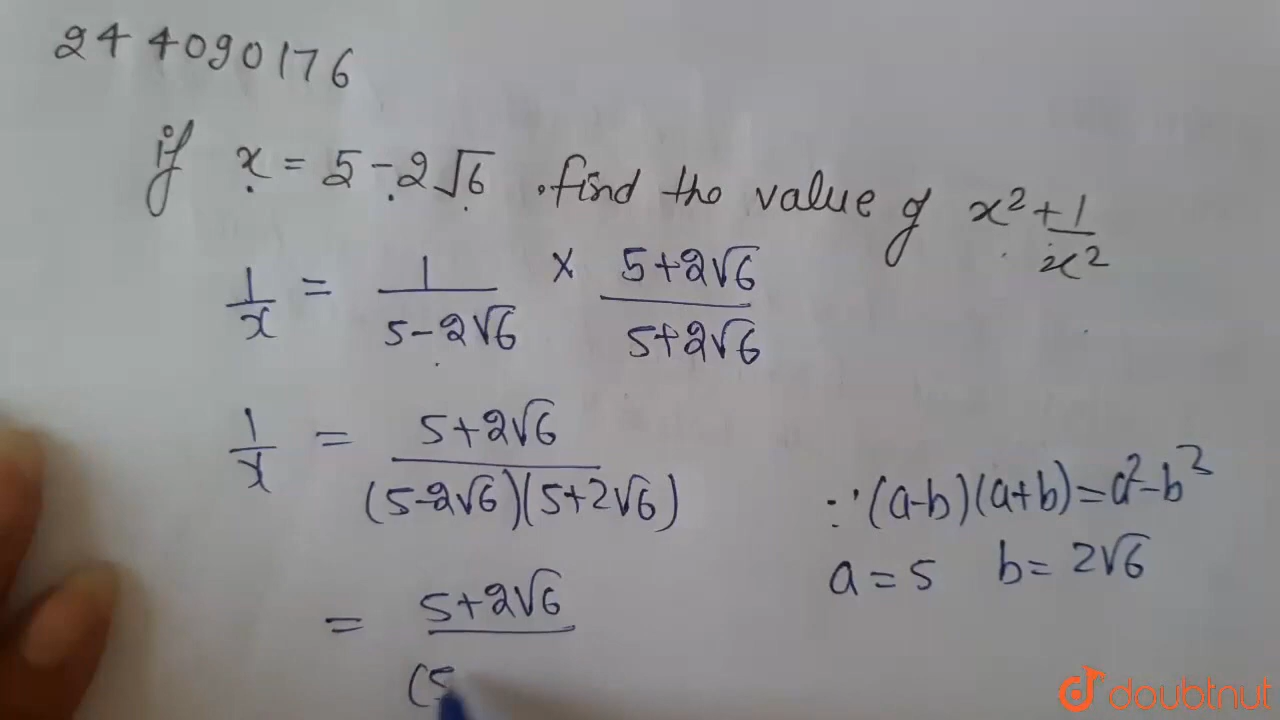 244090176
if x = 5 - 2√6 . find the value of x² + 1/x²
1/x = 1/(5 - 2√6) × (5 + 2√6)/(5 + 2√6)
1/x = (5 + 2√6)/((5 - 2√6)(5 + 2√6))
∵ (a-b)(a+b) = a² - b²
a = 5 b = 2√6
= (5 + 2√6)/(5
doubtnut